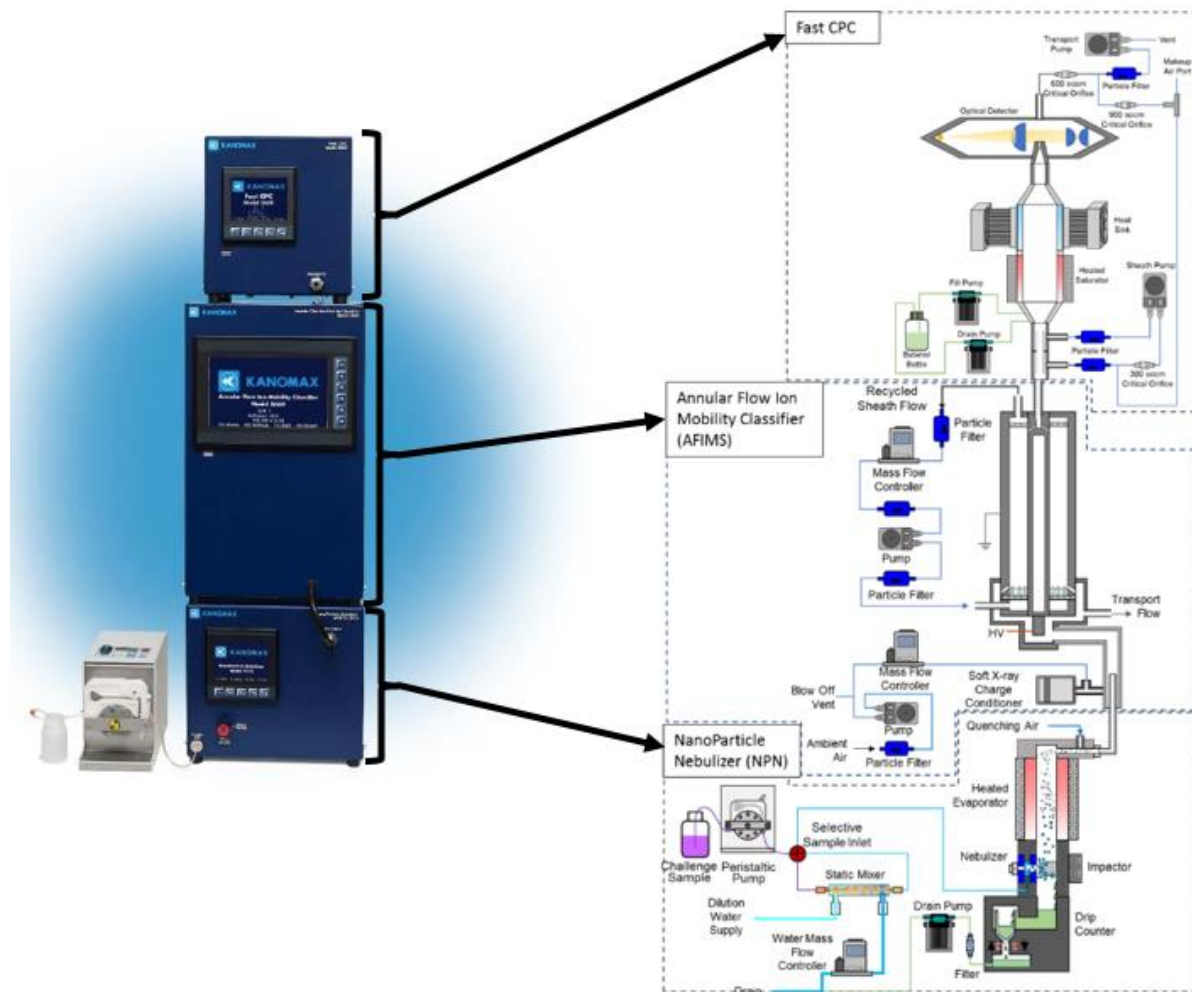 Fast CPC
Transport
Pump
Vent
Makeup
Air Port
600 sccm
Critical Orifice
Particle Filter
900 sccm
Critical Orifice
Optical Detector
Heat
Sink
Heated
Saturator
Sheath Pump
Fill Pump
Drain Pump
Butanol
Bottle
Particle
Filter
300 sccm
Critical Orifice
KANOMAX
KANOMAX
Fast CPC
KANOMAX
KANOMAX
Annular Flow Ion Mobility Classifier
KANOMAX
KANOMAX
Annular Flow Ion
Mobility Classifier
(AFIMS)
Recycled
Sheath Flow
Particle
Filter
Mass Flow
Controller
Pump
Particle Filter
Transport
Flow
HV
Mass Flow
Controller
Blow Off
Vent
Pump
Ambient
Air
Particle Filter
Soft X-ray
Charge
Conditioner
NanoParticle
Nebulizer (NPN)
Quenching Air
Heated
Evaporator
Nebulizer
Impactor
Drip
Counter
Challenge
Sample
Peristaltic
Pump
Selective
Sample Inlet
Static Mixer
Dilution
Water
Supply
Water Mass
Flow
Controller
Drain Pump
Filter
Drain